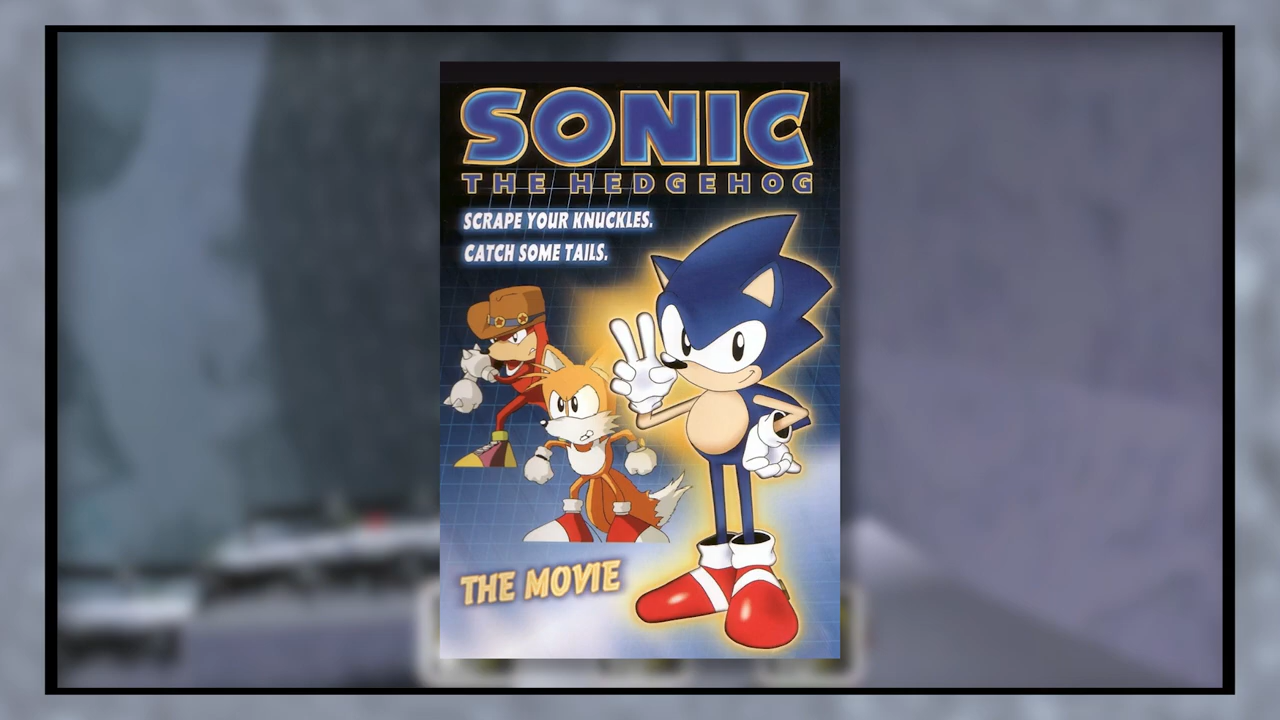 SONIC
THE HEDGEHOG
SCRAPE YOUR KNUCKLES.
CATCH SOME TAILS.
THE MOVIE